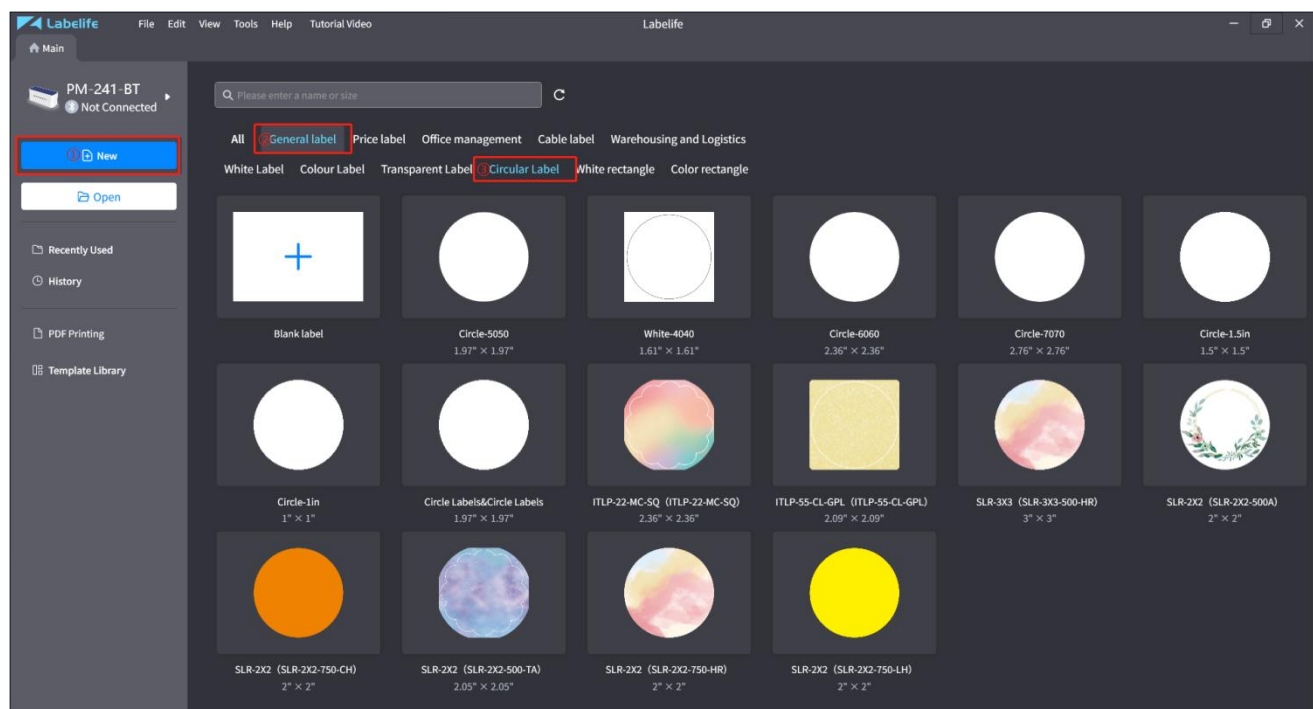 Labelife File Edit View Tools Help Tutorial Video Labelife
Main
PM-241-BT
Not Connected
Please enter a name or size
All ②General label Price label Office management Cable label Warehousing and Logistics
① New
White Label Colour Label Transparent Label ③Circular Label White rectangle Color rectangle
Open
Recently Used
History
PDF Printing
Template Library
Blank label Circle-5050 White-4040 Circle-6060 Circle-7070 Circle-1.5in
1.97" × 1.97" 1.61" × 1.61" 2.36" × 2.36" 2.76" × 2.76" 1.5" × 1.5"
Circle-1in Circle Labels&Circle Labels ITLP-22-MC-SQ（ITLP-22-MC-SQ） ITLP-55-CL-GPL（ITLP-55-CL-GPL） SLR-3X3（SLR-3X3-500-HR） SLR-2X2（SLR-2X2-500A）
1" × 1" 1.97" × 1.97" 2.36" × 2.36" 2.09" × 2.09" 3" × 3" 2" × 2"
SLR-2X2（SLR-2X2-750-CH） SLR-2X2（SLR-2X2-500-TA） SLR-2X2（SLR-2X2-750-HR） SLR-2X2（SLR-2X2-750-LH）
2" × 2" 2.05" × 2.05" 2" × 2" 2" × 2"